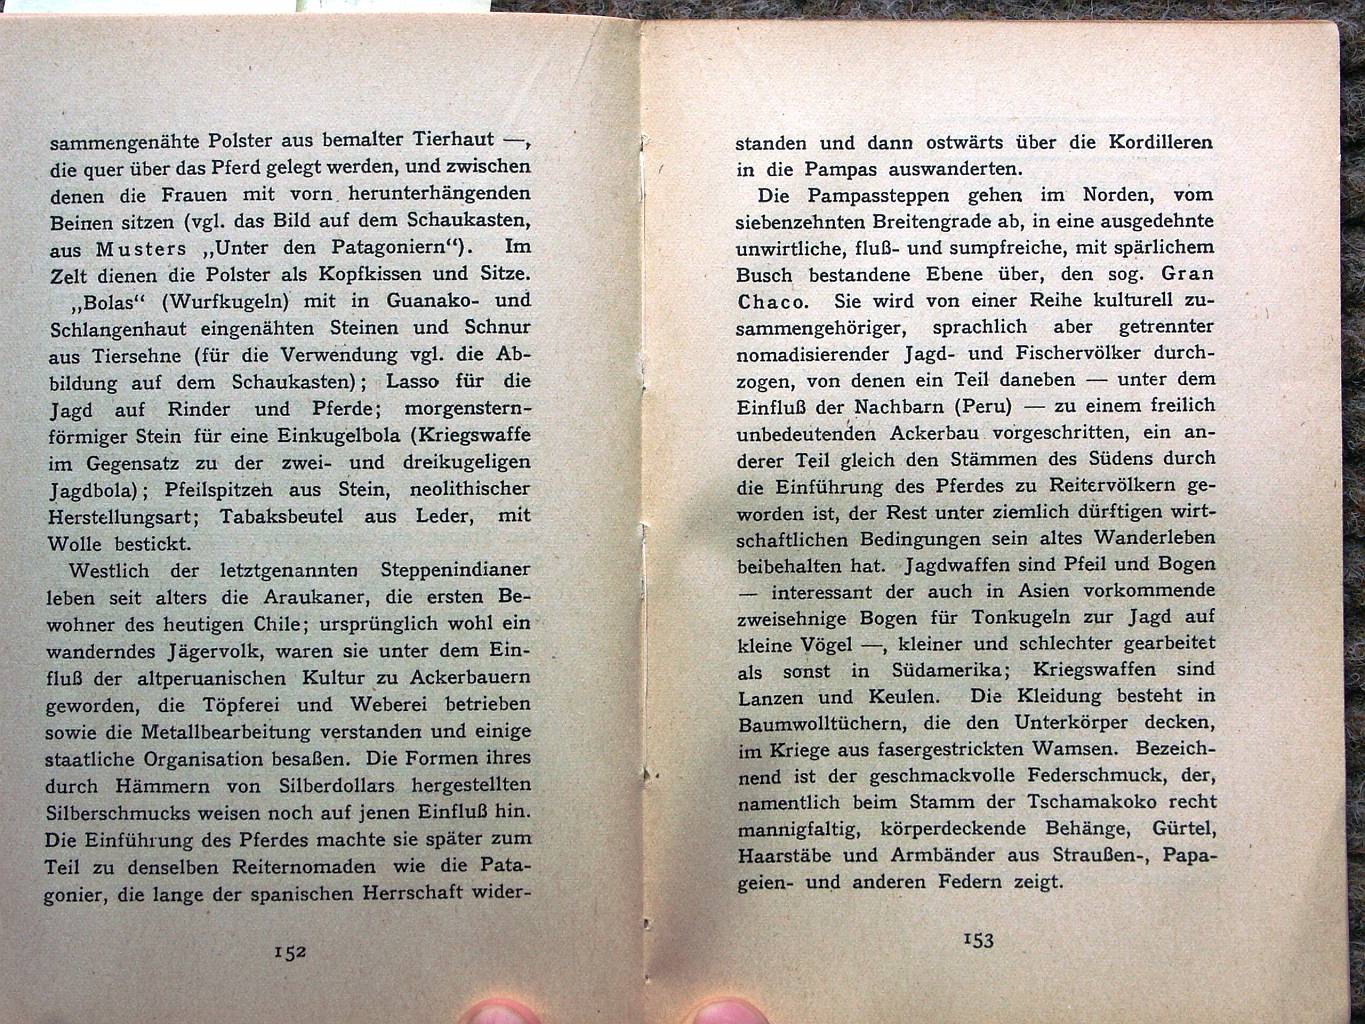 sammengenähte Polster aus bemalter Tierhaut —,
die quer über das Pferd gelegt werden, und zwischen
denen die Frauen mit vorn herunterhängenden
Beinen sitzen (vgl. das Bild auf dem Schaukasten,
aus Musters „Unter den Patagoniern“). Im
Zelt dienen die Polster als Kopfkissen und Sitze.
„Bolas“ (Wurfkugeln) mit in Guanako- und
Schlangenhaut eingenähten Steinen und Schnur
aus Tiersehne (für die Verwendung vgl. die Ab-
bildung auf dem Schaukasten); Lasso für die
Jagd auf Rinder und Pferde; morgenstern-
förmiger Stein für eine Einkugelbola (Kriegswaffe
im Gegensatz zu der zwei- und dreikugeligen
Jagdbola); Pfeilspitzen aus Stein, neolithischer
Herstellungsart; Tabaksbeutel aus Leder, mit
Wolle bestickt.
Westlich der letztgenannten Steppenindianer
leben seit alters die Araukaner, die ersten Be-
wohner des heutigen Chile; ursprünglich wohl ein
wanderndes Jägervolk, waren sie unter dem Ein-
fluß der altperuanischen Kultur zu Ackerbauern
geworden, die Töpferei und Weberei betrieben
sowie die Metallbearbeitung verstanden und einige
staatliche Organisation besaßen. Die Formen ihres
durch Hämmern von Silberdollars hergestellten
Silberschmucks weisen noch auf jenen Einfluß hin.
Die Einführung des Pferdes machte sie später zum
Teil zu denselben Reiternomaden wie die Pata-
gonier, die lange der spanischen Herrschaft wider-
152
standen und dann ostwärts über die Kordilleren
in die Pampas auswanderten.
Die Pampassteppen gehen im Norden, vom
siebenzehnten Breitengrade ab, in eine ausgedehnte
unwirtliche, fluß- und sumpfreiche, mit spärlichem
Busch bestandene Ebene über, den sog. Gran
Chaco. Sie wird von einer Reihe kulturell zu-
sammengehöriger, sprachlich aber getrennter
nomadisierender Jagd- und Fischervölker durch-
zogen, von denen ein Teil daneben — unter dem
Einfluß der Nachbarn (Peru) — zu einem freilich
unbedeutenden Ackerbau vorgeschritten, ein an-
derer Teil gleich den Stämmen des Südens durch
die Einführung des Pferdes zu Reitervölkern ge-
worden ist, der Rest unter ziemlich dürftigen wirt-
schaftlichen Bedingungen sein altes Wanderleben
beibehalten hat. Jagdwaffen sind Pfeil und Bogen
— interessant der auch in Asien vorkommende
zweisehnige Bogen für Tonkugeln zur Jagd auf
kleine Vögel —, kleiner und schlechter gearbeitet
als sonst in Südamerika; Kriegswaffen sind
Lanzen und Keulen. Die Kleidung besteht in
Baumwolltüchern, die den Unterkörper decken,
im Kriege aus fasergestrickten Wamsen. Bezeich-
nend ist der geschmackvolle Federschmuck, der,
namentlich beim Stamm der Tschamakoko recht
mannigfaltig, körperdeckende Behänge, Gürtel,
Haarstäbe und Armbänder aus Straußen-, Papa-
geien- und anderen Federn zeigt.
153